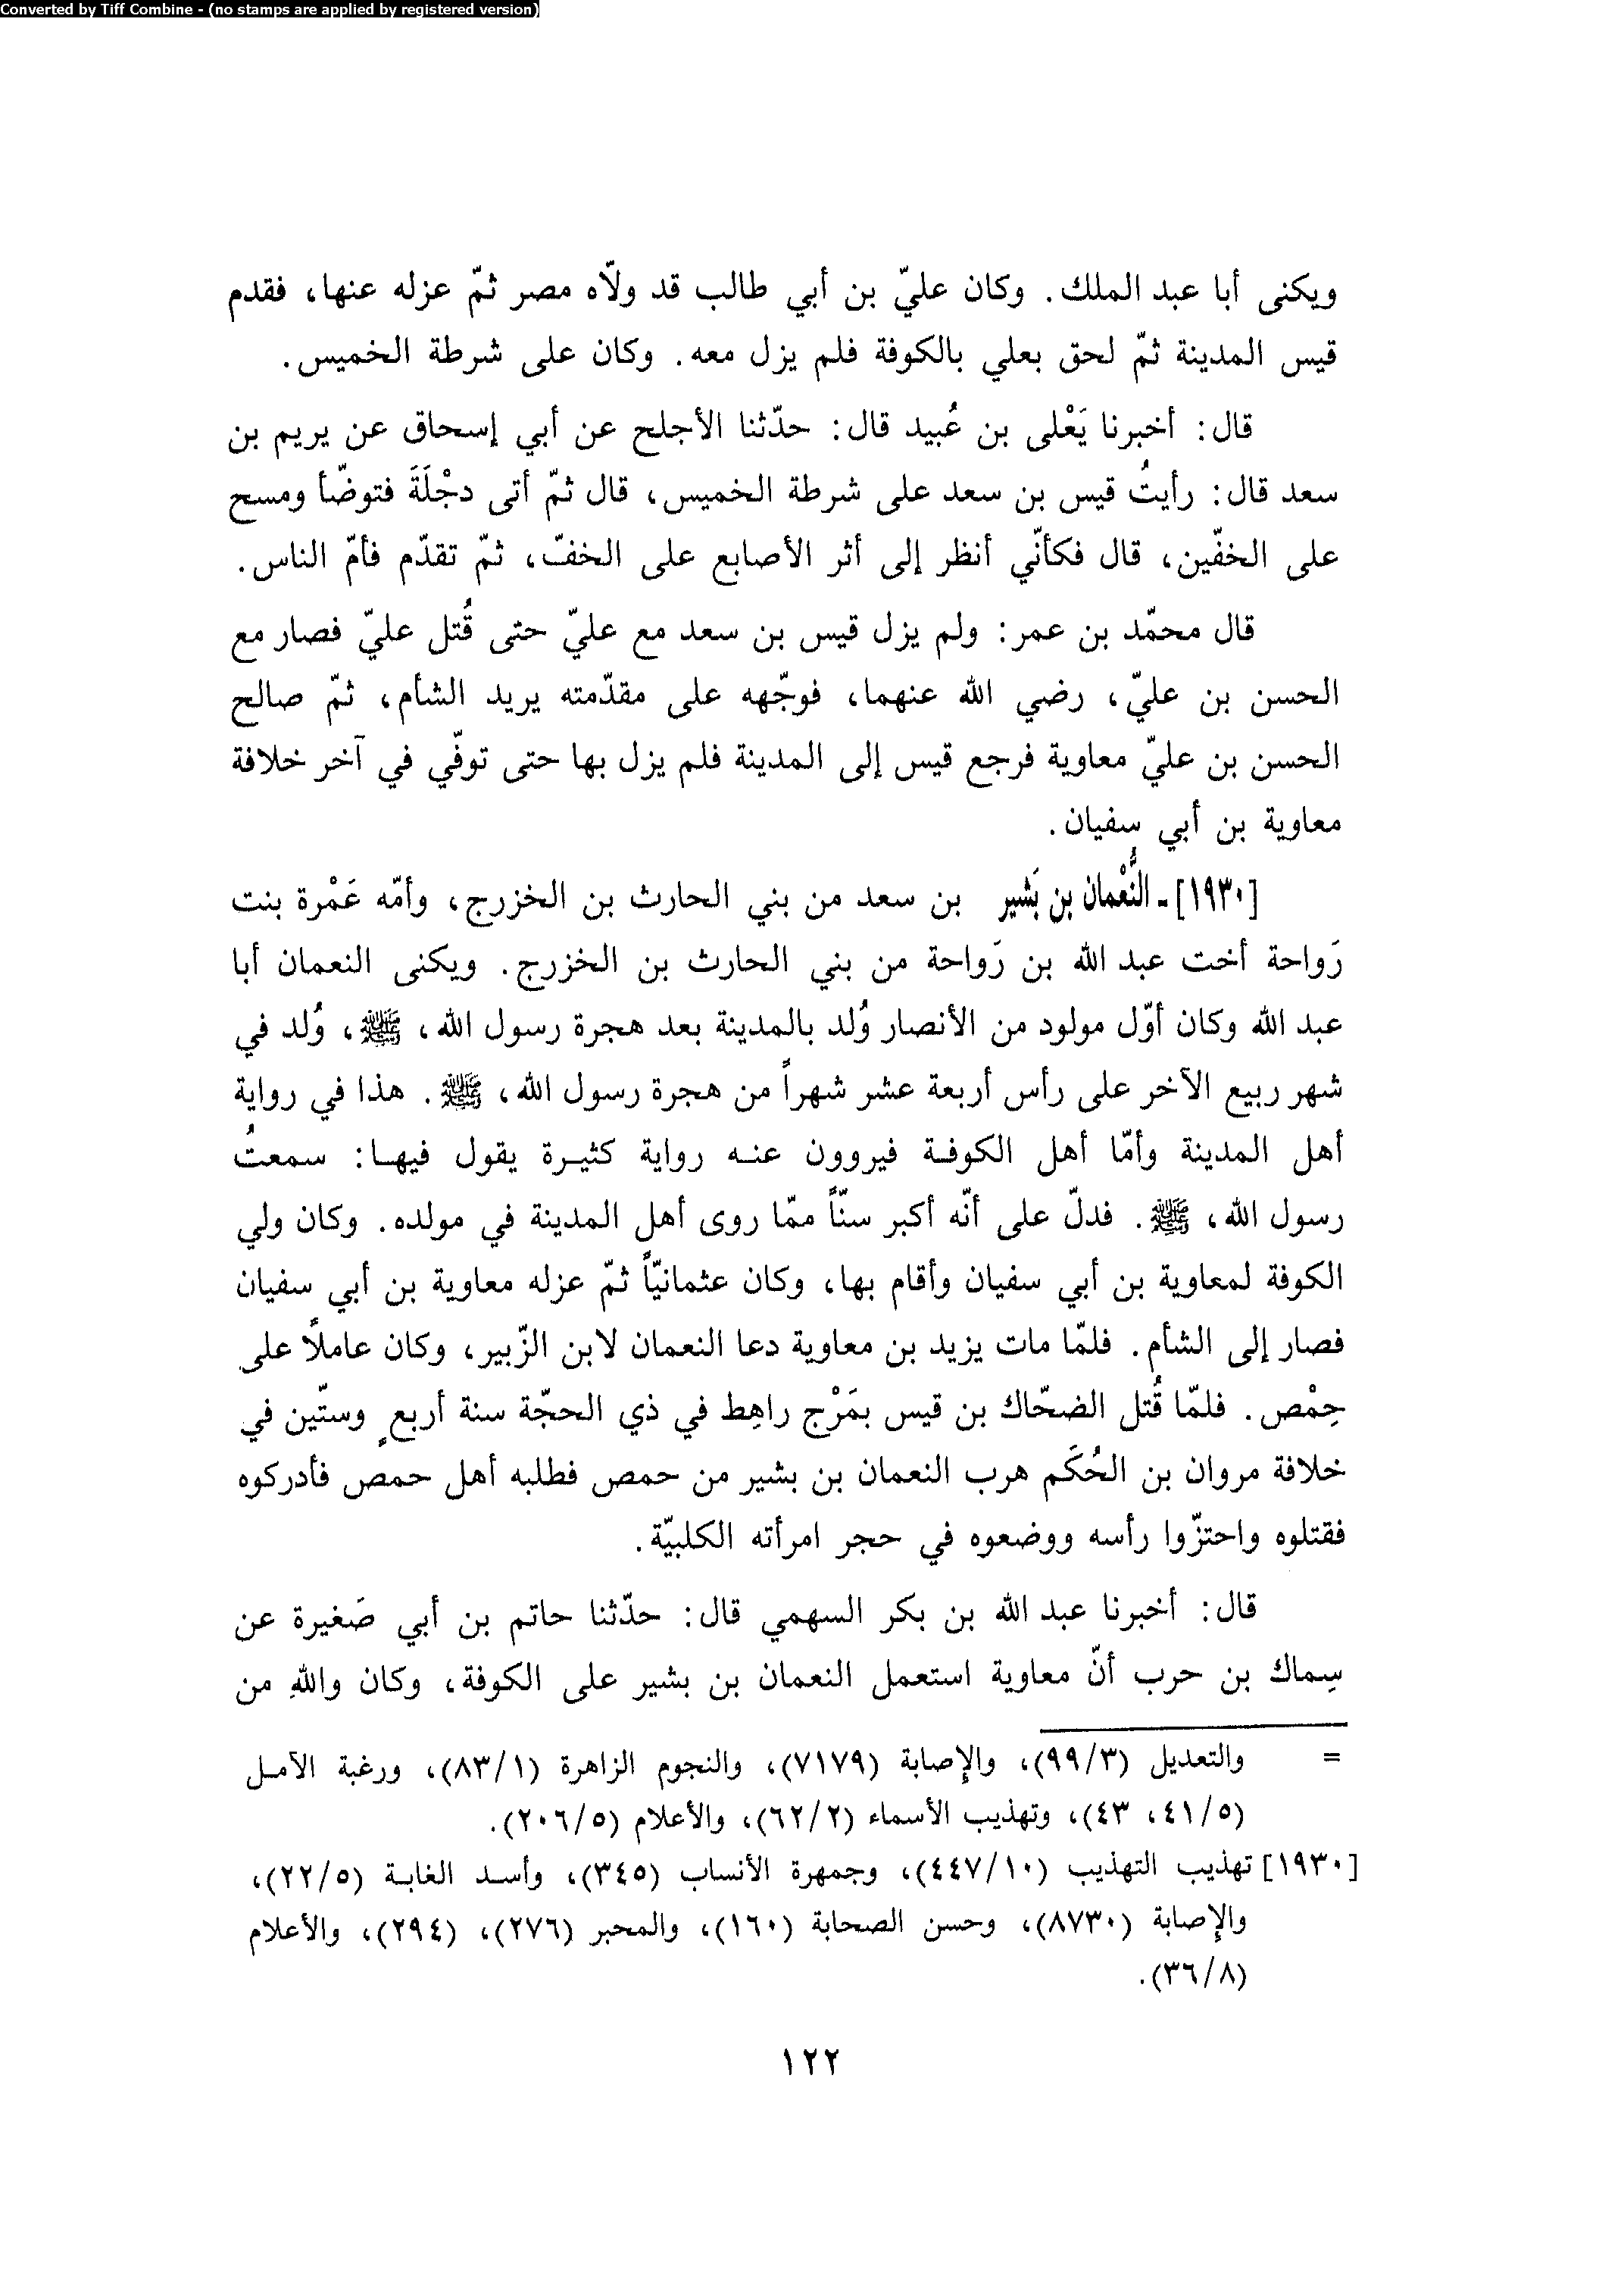 Converted by Tiff Combine - (no stamps are applied by registered version)
ويكنى أبا عبد الملك. وكان عليّ بن أبي طالب قد ولّاه مصر ثمّ عزله عنها، فقدم
قيس المدينة ثمّ لحق بعلي بالكوفة فلم يزل معه. وكان على شرطة الخميس.
قال: أخبرنا يَعْلى بن عُبيد قال: حدّثنا الأجلح عن أبي إسحاق عن يريم بن
سعد قال: رأيتُ قيس بن سعد على شرطة الخميس، قال ثمّ أتى دجْلَةَ فتوضّأ ومسح
على الخفّين، قال فكأنّي أنظر إلى أثر الأصابع على الخفّ، ثمّ تقدّم فأمّ الناس.
قال محمّد بن عمر: ولم يزل قيس بن سعد مع عليّ حتى قُتل عليّ فصار مع
الحسن بن عليّ، رضي الله عنهما، فوجّهه على مقدّمته يريد الشأم، ثمّ صالح
الحسن بن عليّ معاوية فرجع قيس إلى المدينة فلم يزل بها حتى توفّي في آخر خلافة
معاوية بن أبي سفيان.
[١٩٣٠] - النُّعْمان بن بَشير بن سعد من بني الحارث بن الخزرج، وأمّه عَمْرة بنت
رَواحة أخت عبد الله بن رَواحة من بني الحارث بن الخزرج. ويكنى النعمان أبا
عبد الله وكان أوّل مولود من الأنصار وُلد بالمدينة بعد هجرة رسول الله، ﷺ، وُلد في
شهر ربيع الآخر على رأس أربعة عشر شهراً من هجرة رسول الله، ﷺ. هذا في رواية
أهل المدينة وأمّا أهل الكوفة فيروون عنه رواية كثيرة يقول فيها: سمعتُ
رسول الله، ﷺ. فدلّ على أنّه أكبر سنّاً ممّا روى أهل المدينة في مولده. وكان ولي
الكوفة لمعاوية بن أبي سفيان وأقام بها، وكان عثمانيّاً ثمّ عزله معاوية بن أبي سفيان
فصار إلى الشأم. فلمّا مات يزيد بن معاوية دعا النعمان لابن الزّبير، وكان عاملاً على
حِمْص. فلمّا قُتل الضحّاك بن قيس بمَرْج راهِط في ذي الحجّة سنة أربعٍ وستّين في
خلافة مروان بن الحُكَم هرب النعمان بن بشير من حمص فطلبه أهل حمص فأدركوه
فقتلوه واحتزّوا رأسه ووضعوه في حجر امرأته الكلبيّة.
قال: أخبرنا عبد الله بن بكر السهمي قال: حدّثنا حاتم بن أبي صَغيرة عن
سِماك بن حرب أنّ معاوية استعمل النعمان بن بشير على الكوفة، وكان واللهِ من
= والتعديل (٩٩/٣)، والإصابة (٧١٧٩)، والنجوم الزاهرة (٨٣/١)، ورغبة الآمل
(٤١/٥، ٤٣)، وتهذيب الأسماء (٦٢/٢)، والأعلام (٢٠٦/٥).
[١٩٣٠] تهذيب التهذيب (٤٤٧/١٠)، وجمهرة الأنساب (٣٤٥)، وأسد الغابة (٢٢/٥)،
والإصابة (٨٧٣٠)، وحسن الصحابة (١٦٠)، والمحبر (٢٧٦)، (٢٩٤)، والأعلام
(٣٦/٨).
١٢٢